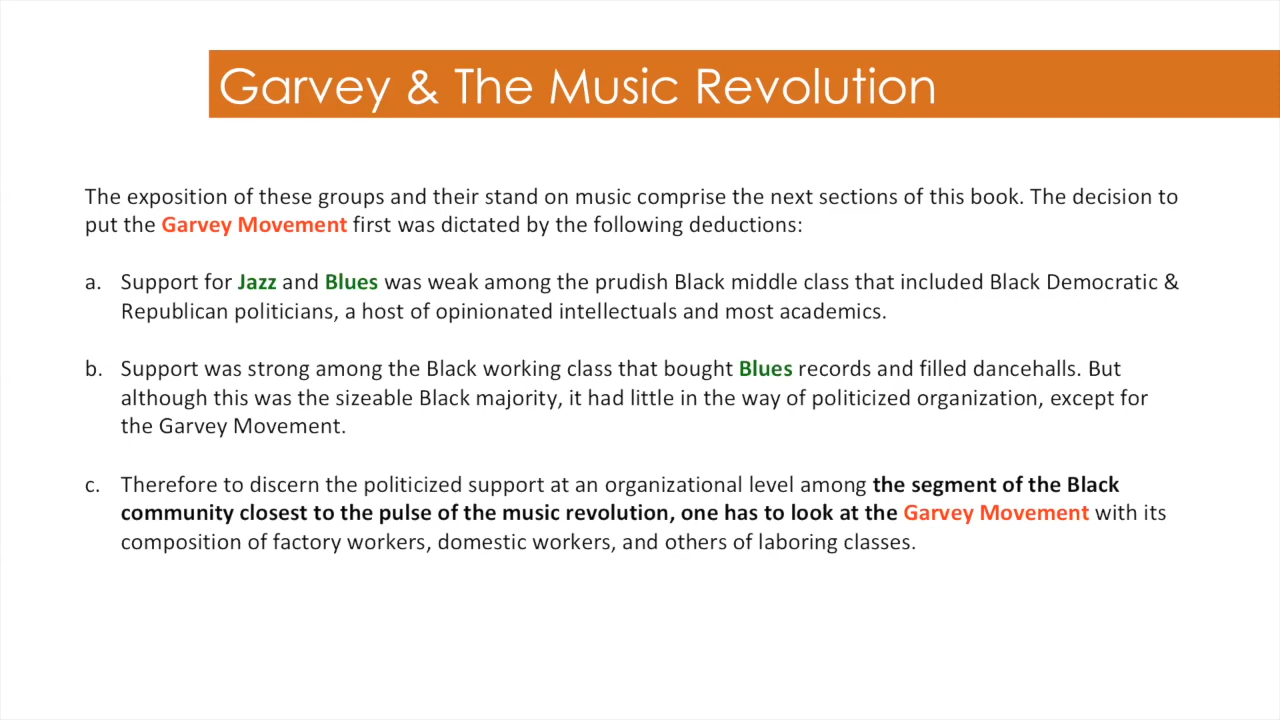 Garvey & The Music Revolution
The exposition of these groups and their stand on music comprise the next sections of this book. The decision to
put the Garvey Movement first was dictated by the following deductions:
a. Support for Jazz and Blues was weak among the prudish Black middle class that included Black Democratic &
Republican politicians, a host of opinionated intellectuals and most academics.
b. Support was strong among the Black working class that bought Blues records and filled dancehalls. But
although this was the sizeable Black majority, it had little in the way of politicized organization, except for
the Garvey Movement.
c. Therefore to discern the politicized support at an organizational level among the segment of the Black
community closest to the pulse of the music revolution, one has to look at the Garvey Movement with its
composition of factory workers, domestic workers, and others of laboring classes.